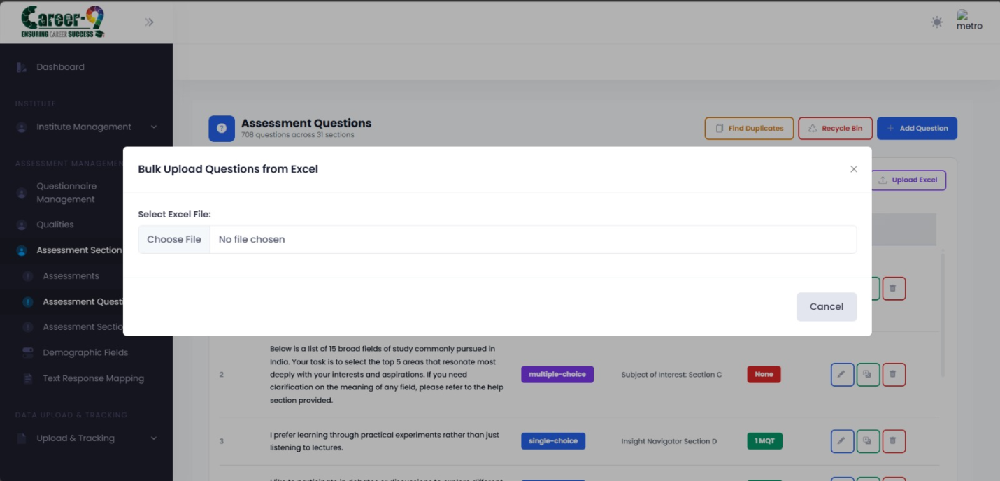 Career-9
ENSURING CAREER SUCCESS
metro
Dashboard
INSTITUTE
Institute Management
ASSESSMENT MANAGEMEN
Questionnaire
Management
Qualities
Assessment Section
Assessments
Assessment Questi
Assessment Sectio
Demographic Fields
Text Response Mapping
DATA UPLOAD & TRACKING
Upload & Tracking
Assessment Questions
708 questions across 31 sections
Find Duplicates
Recycle Bin
Add Question
Upload Excel
Bulk Upload Questions from Excel
Select Excel File:
Choose File No file chosen
Cancel
2
Below is a list of 15 broad fields of study commonly pursued in
India. Your task is to select the top 5 areas that resonate most
deeply with your interests and aspirations. If you need
clarification on the meaning of any field, please refer to the help
section provided.
multiple-choice
Subject of Interest: Section C
None
3
I prefer learning through practical experiments rather than just
listening to lectures.
single-choice
Insight Navigator Section D
1 MQT